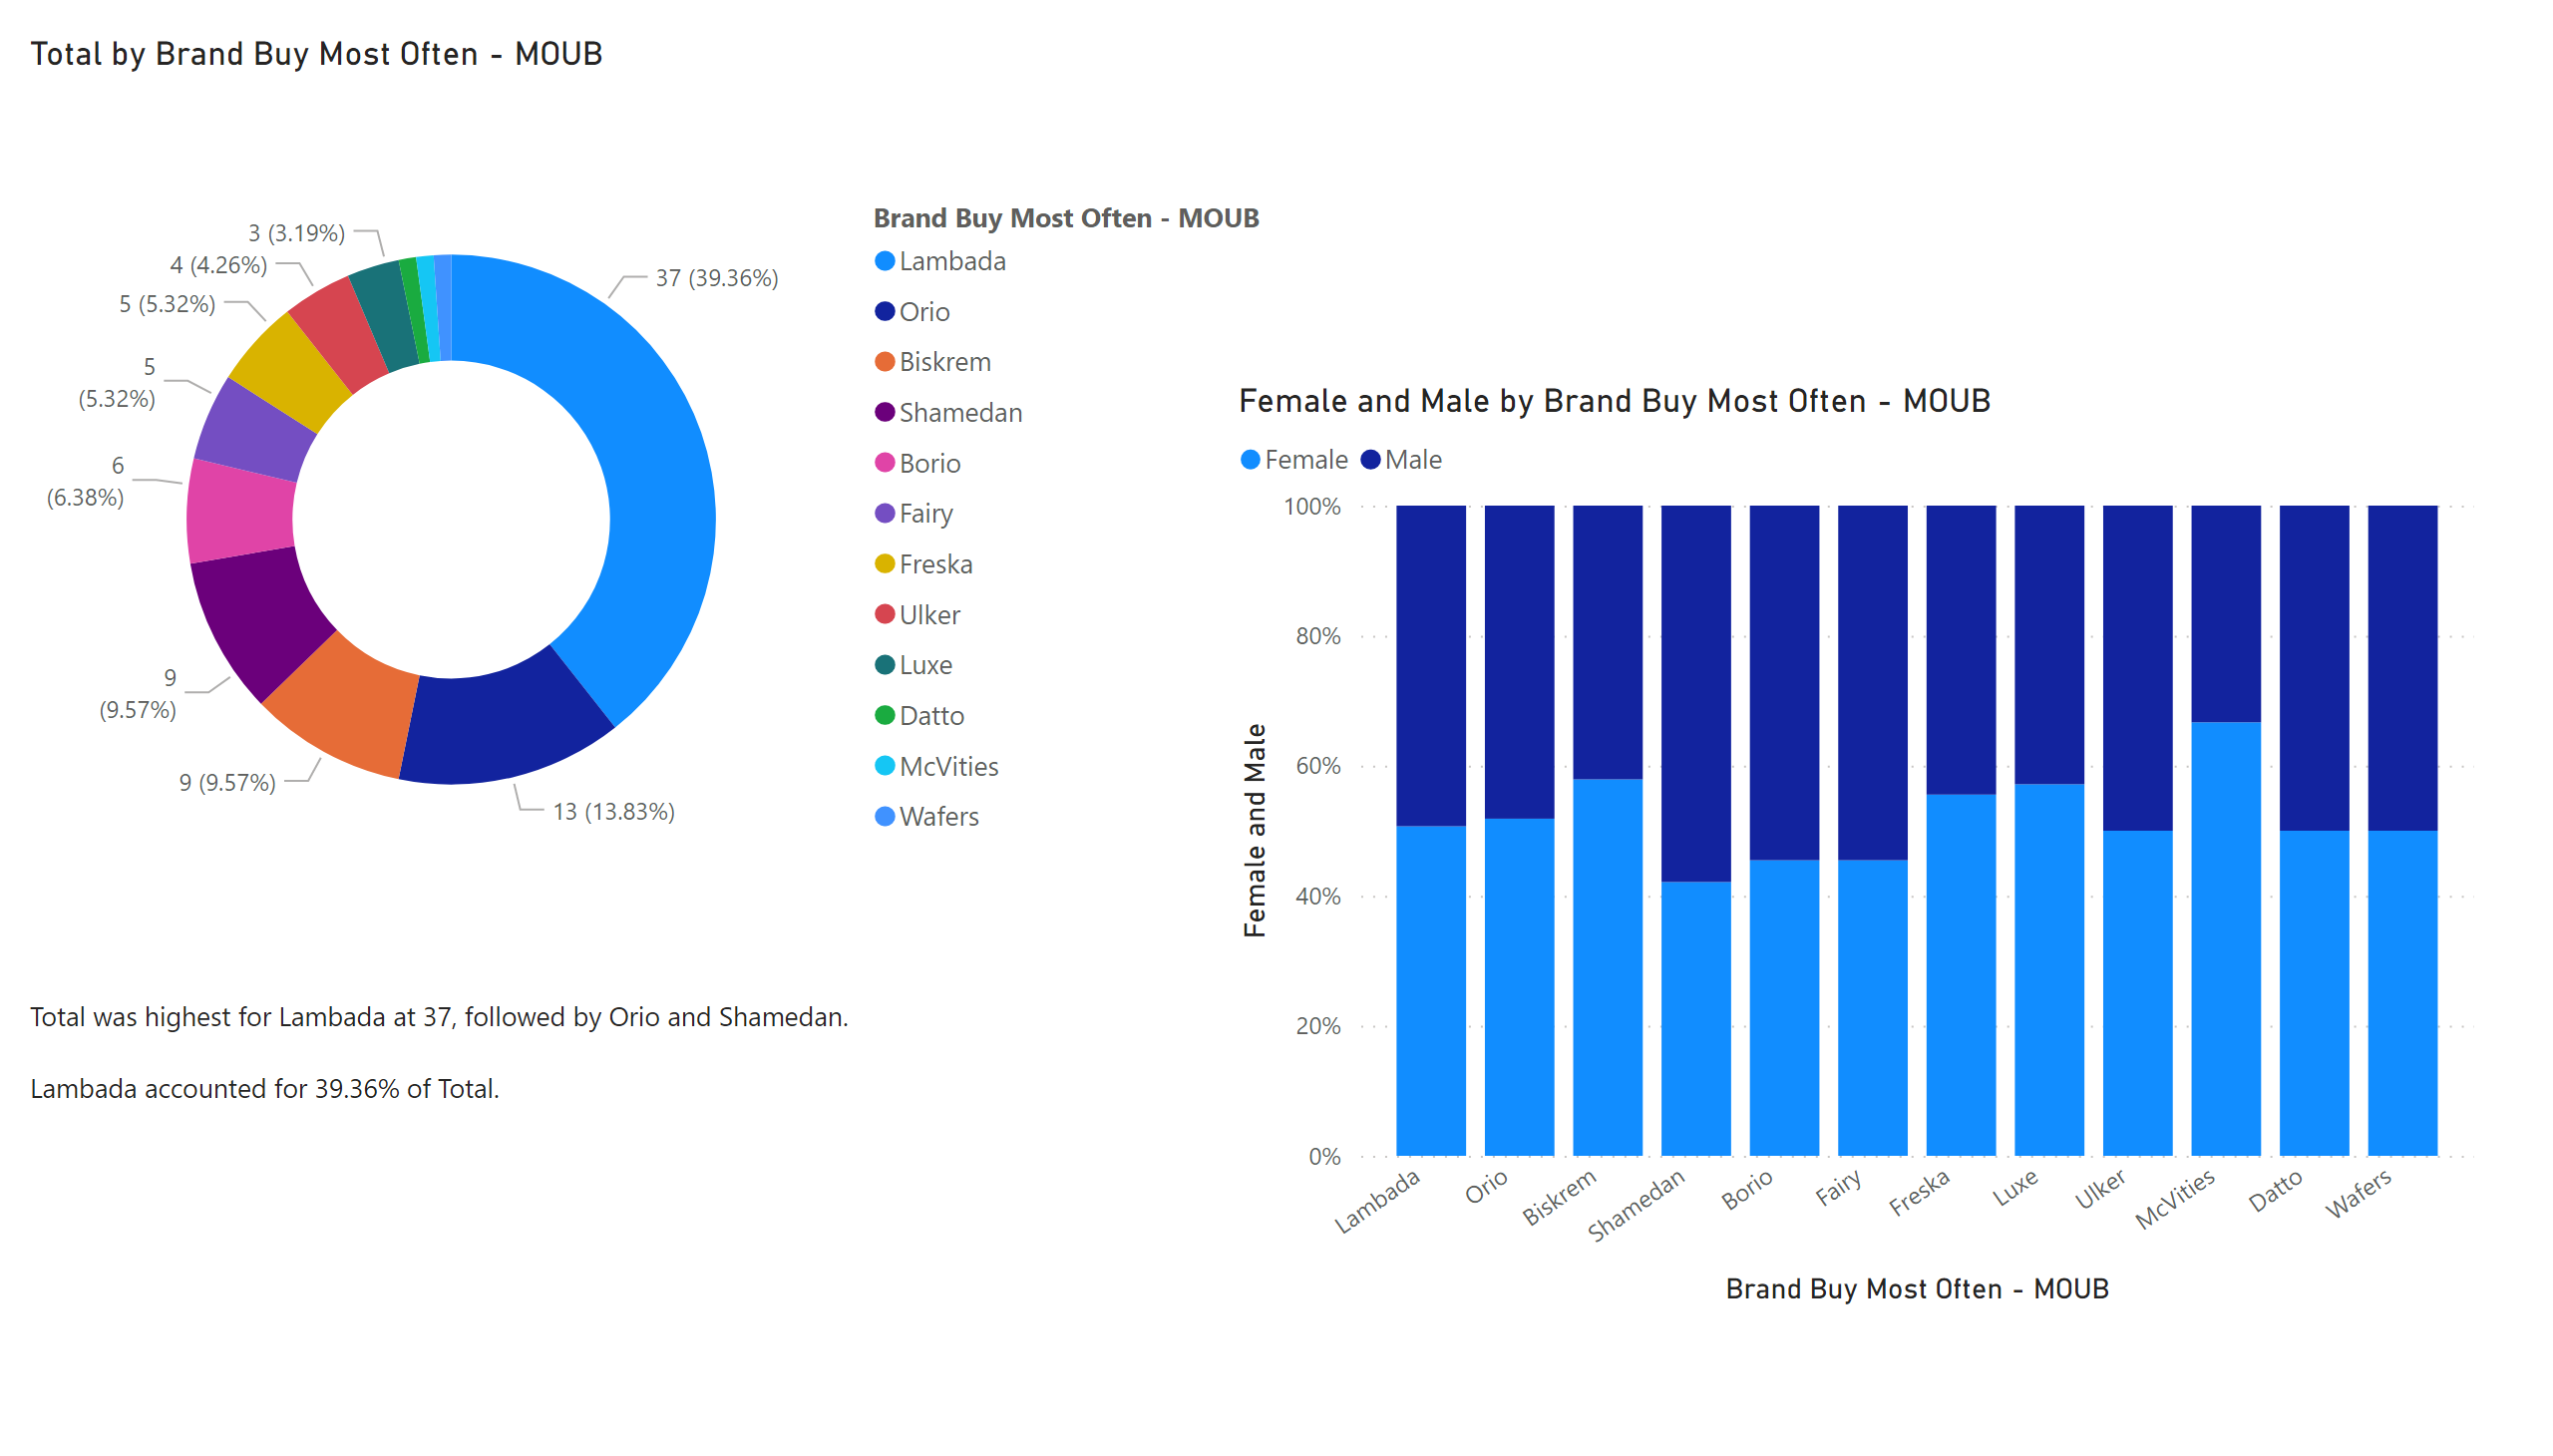 Total by Brand Buy Most Often - MOUB
3 (3.19%)
4 (4.26%)
5 (5.32%)
5
(5.32%)
6
(6.38%)
9
(9.57%)
9 (9.57%)
13 (13.83%)
37 (39.36%)
Brand Buy Most Often - MOUB
Lambada
Orio
Biskrem
Shamedan
Borio
Fairy
Freska
Ulker
Luxe
Datto
McVities
Wafers
Total was highest for Lambada at 37, followed by Orio and Shamedan.
Lambada accounted for 39.36% of Total.
Female and Male by Brand Buy Most Often - MOUB
Female Male
Female and Male
100%
80%
60%
40%
20%
0%
Lambada
Orio
Biskrem
Shamedan
Borio
Fairy
Freska
Luxe
Ulker
McVities
Datto
Wafers
Brand Buy Most Often - MOUB